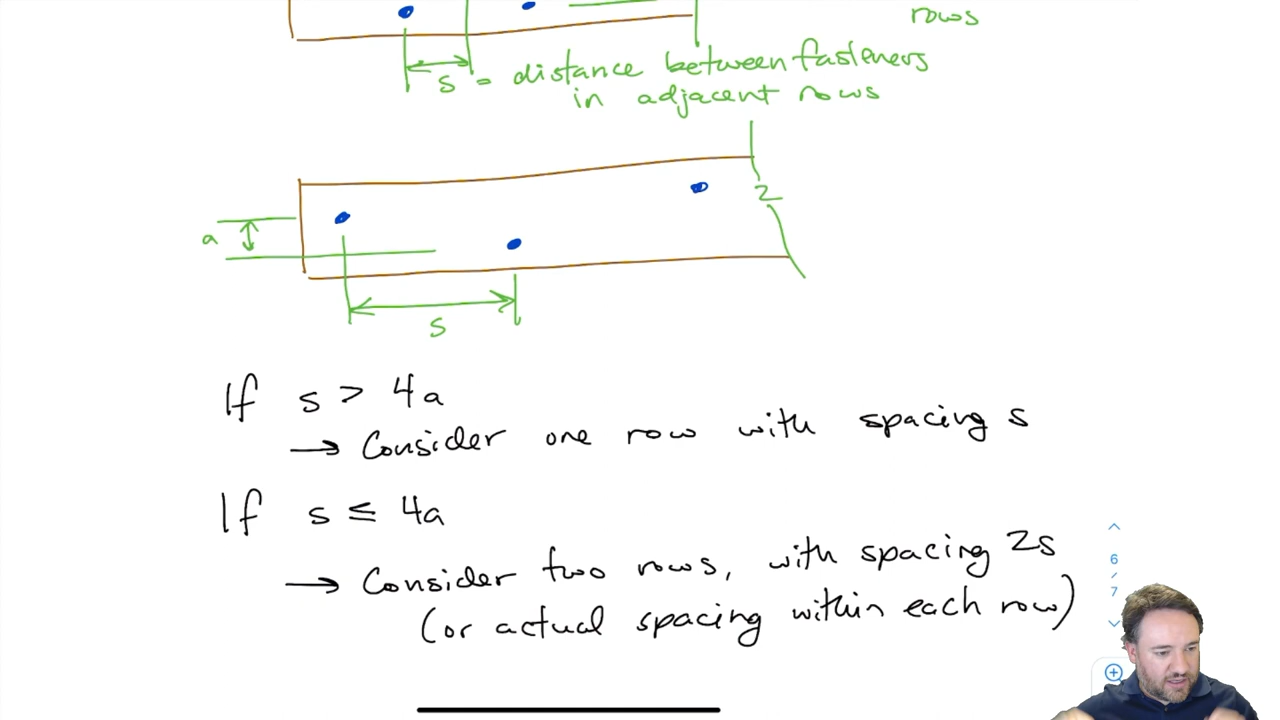 rows
s = distance between fasteners
in adjacent rows
2
a
s
If s > 4a
→ Consider one row with spacing s
If s ≤ 4a
→ Consider two rows, with spacing 2s
(or actual spacing within each row)
6
/
7